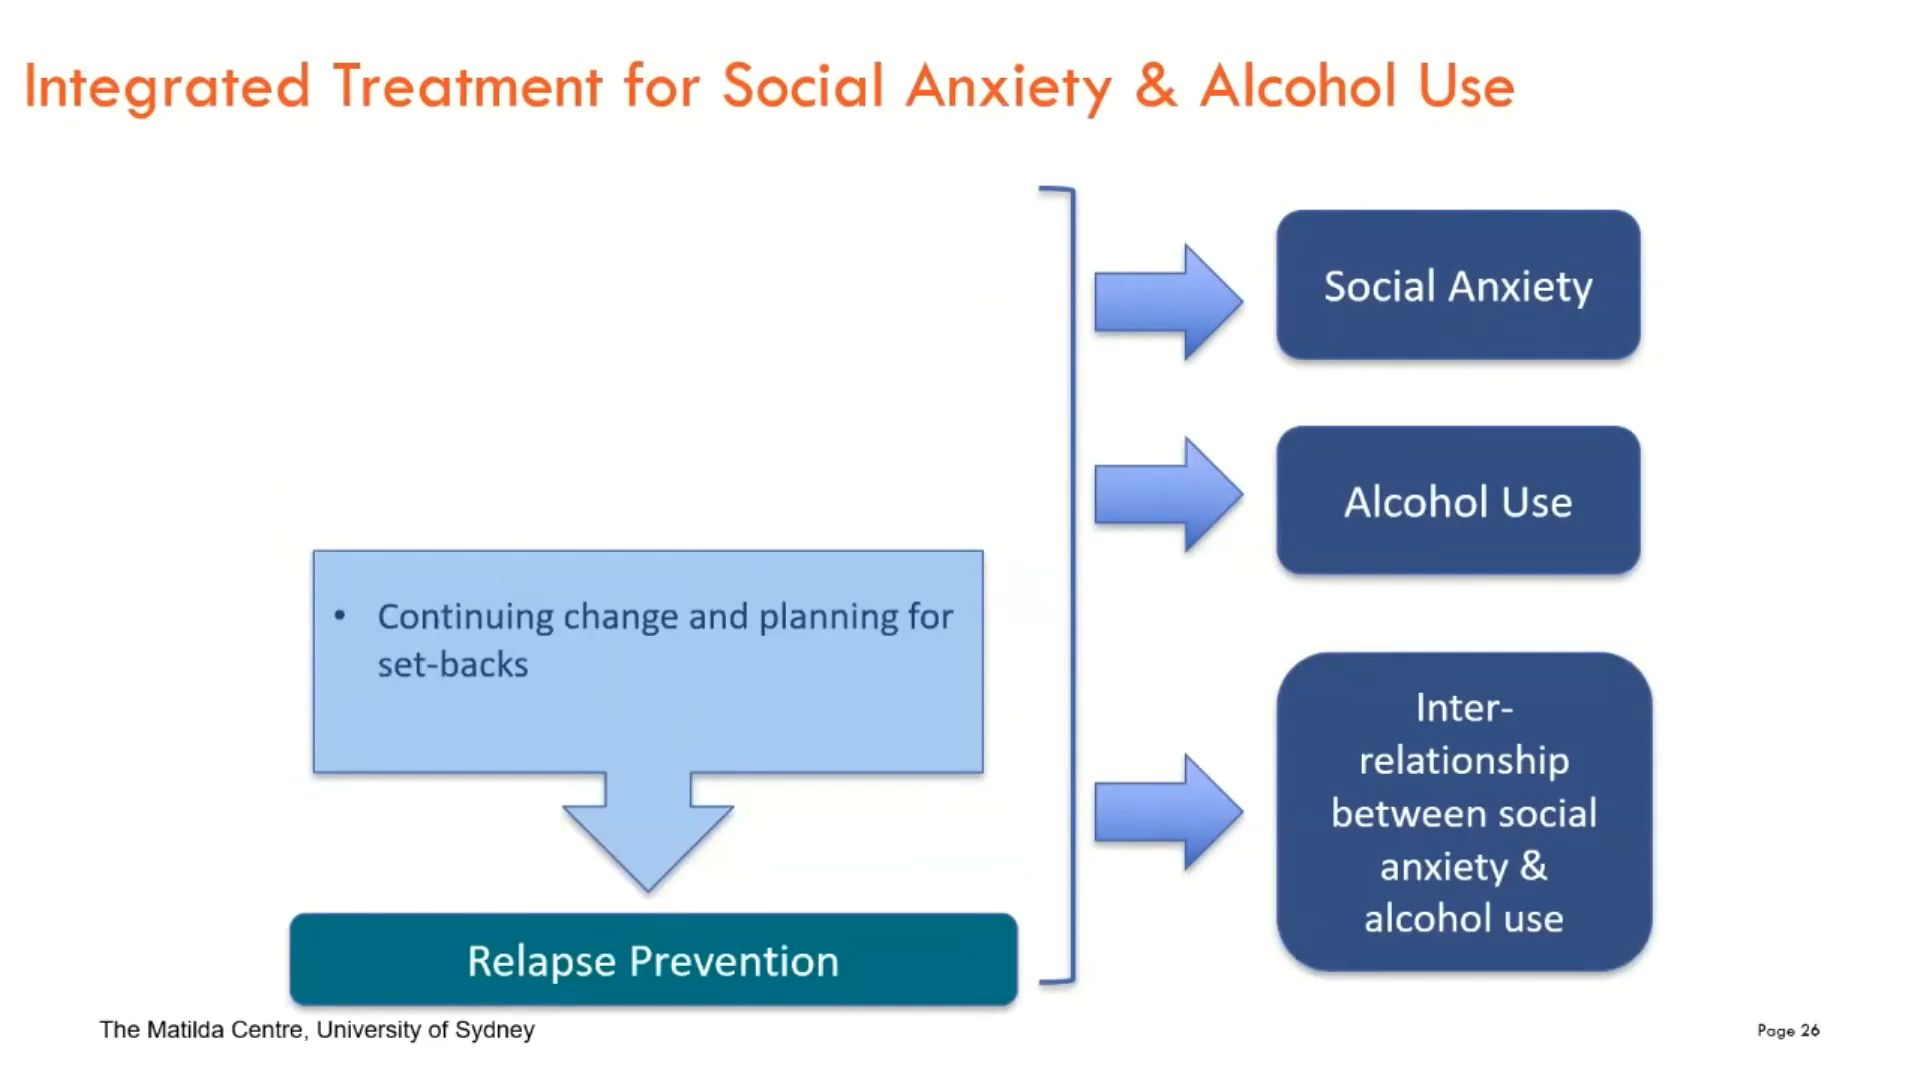 Integrated Treatment for Social Anxiety & Alcohol Use
Social Anxiety
Alcohol Use
• Continuing change and planning for
set-backs
Inter-
relationship
between social
anxiety &
alcohol use
Relapse Prevention
The Matilda Centre, University of Sydney
Page 26